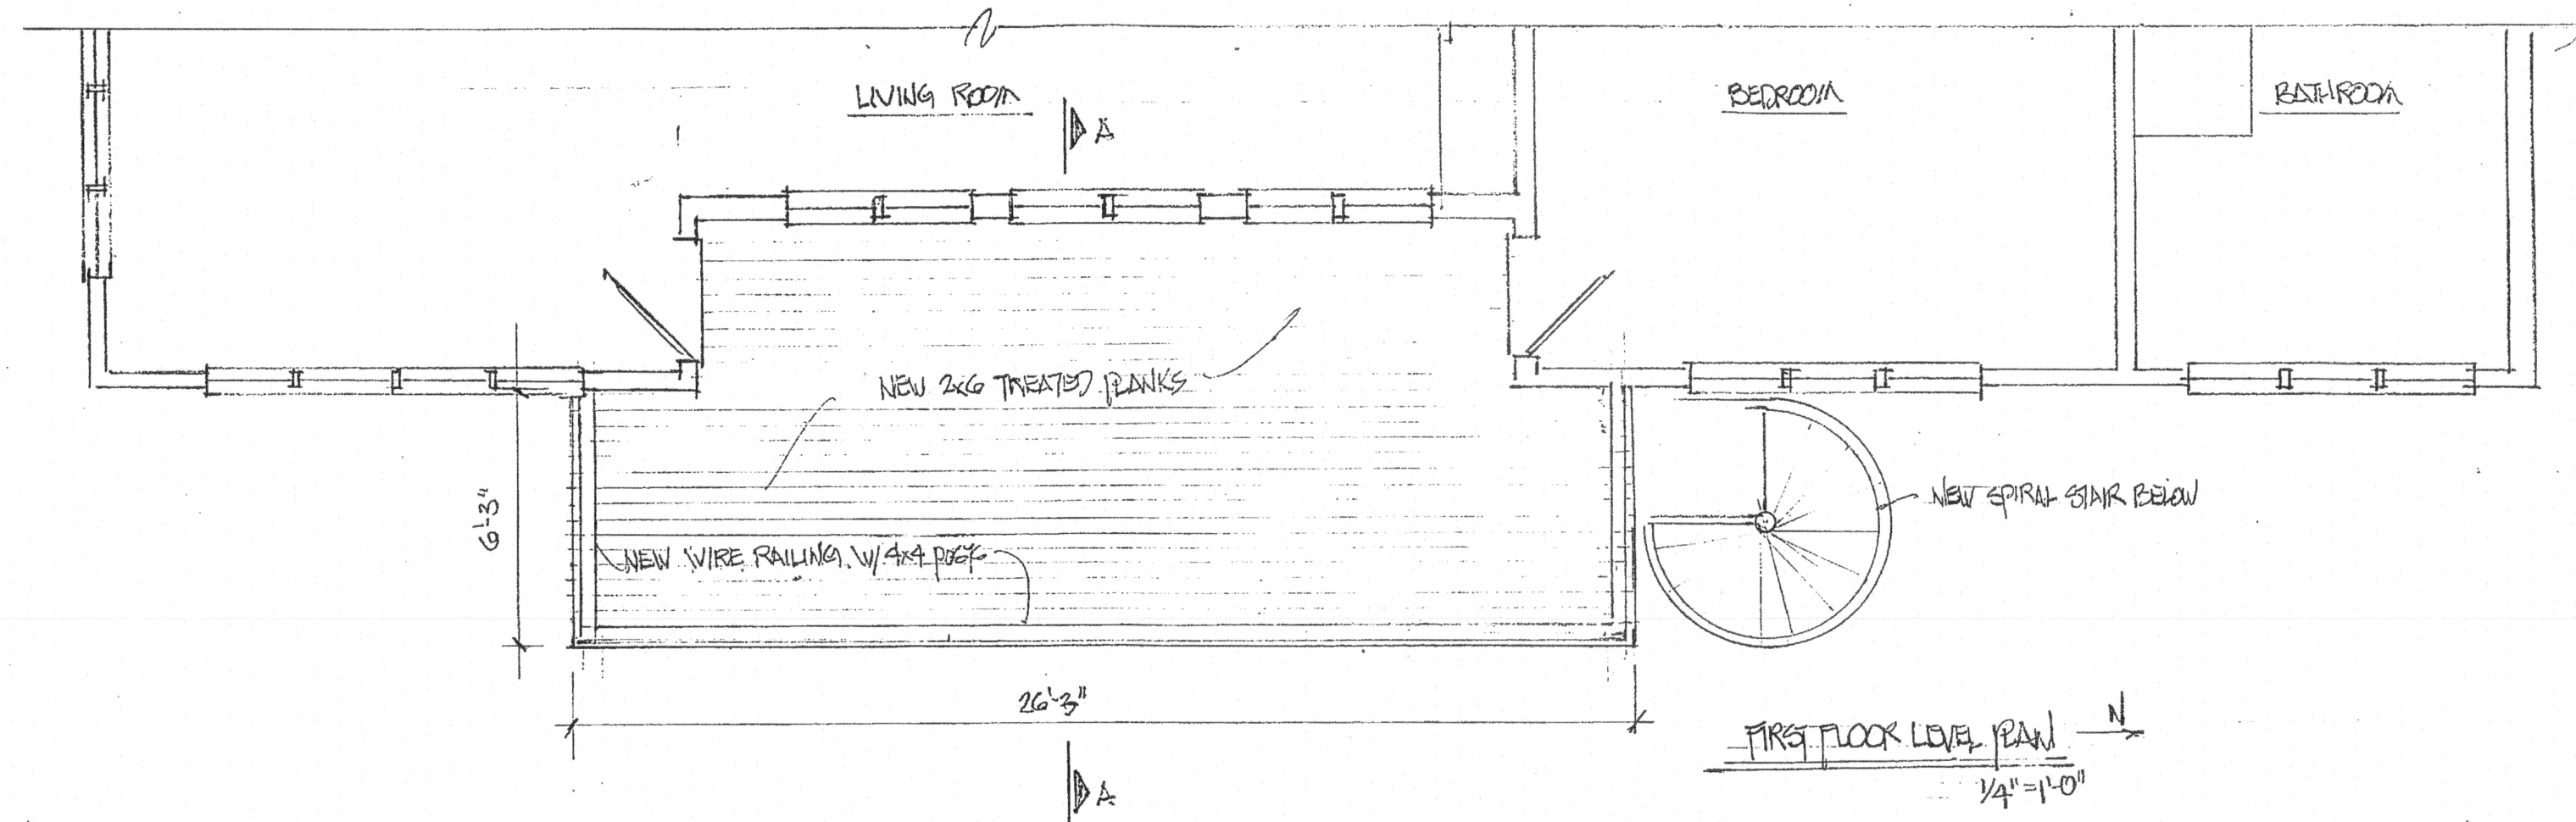 LIVING ROOM
A
BEDROOM
BATHROOM
NEW 2x6 TREATED PLANKS
6'-3"
NEW SPIRAL STAIR BELOW
NEW WIRE RAILING W/ 4x4 POSTS
26'-3"
N
FIRST FLOOR LEVEL PLAN
1/4" = 1'-0"
A